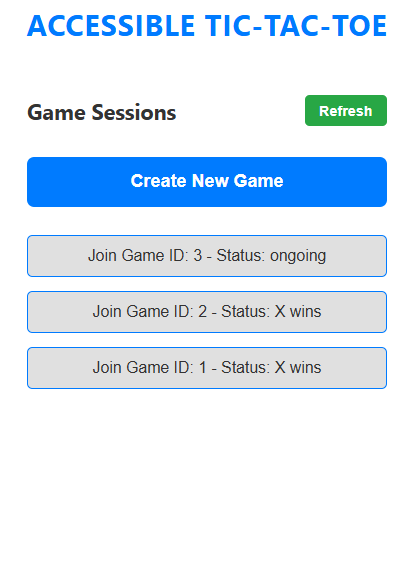 ACCESSIBLE TIC-TAC-TOE
Game Sessions
Refresh
Create New Game
Join Game ID: 3 - Status: ongoing
Join Game ID: 2 - Status: X wins
Join Game ID: 1 - Status: X wins